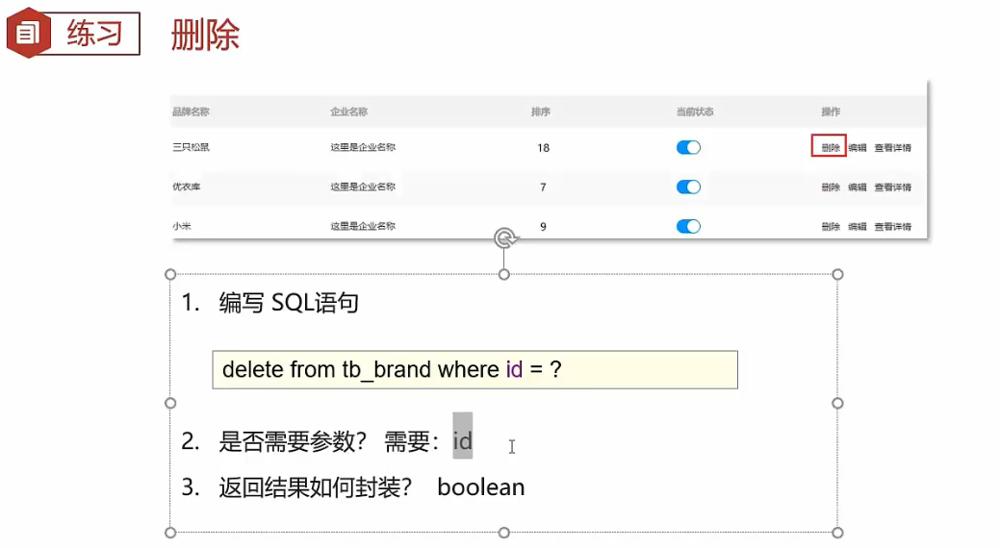 练习 删除
品牌名称 企业名称 排序 当前状态 操作
三只松鼠 这里是企业名称 18 删除 编辑 查看详情
优衣库 这里是企业名称 7 删除 编辑 查看详情
小米 这里是企业名称 9 删除 编辑 查看详情
1. 编写 SQL语句
delete from tb_brand where id = ?
2. 是否需要参数？ 需要：id
3. 返回结果如何封装？ boolean